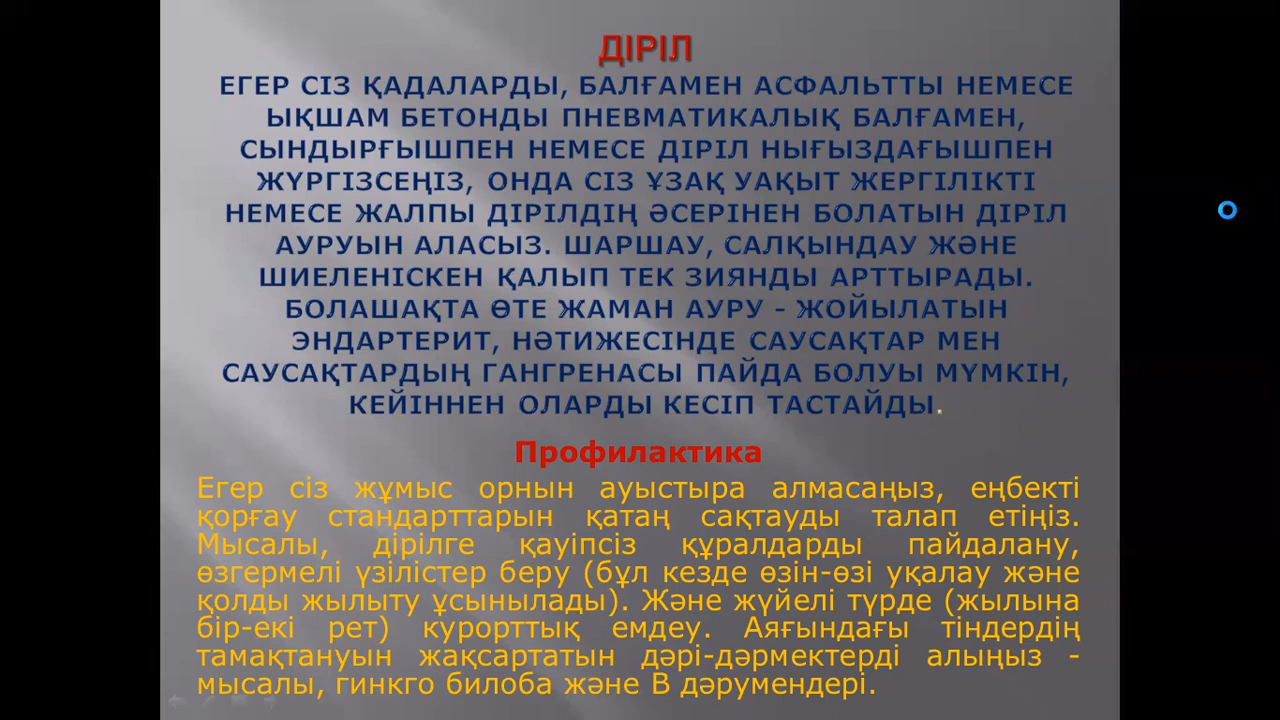 ДІРІЛ
ЕГЕР СІЗ ҚАДАЛАРДЫ, БАЛҒАМЕН АСФАЛЬТТЫ НЕМЕСЕ
ЫҚШАМ БЕТОНДЫ ПНЕВМАТИКАЛЫҚ БАЛҒАМЕН,
СЫНДЫРҒЫШПЕН НЕМЕСЕ ДІРІЛ НЫҒЫЗДАҒЫШПЕН
ЖҮРГІЗСЕҢІЗ, ОНДА СІЗ ҰЗАҚ УАҚЫТ ЖЕРГІЛІКТІ
НЕМЕСЕ ЖАЛПЫ ДІРІЛДІҢ ӘСЕРІНЕН БОЛАТЫН ДІРІЛ
АУРУЫН АЛАСЫЗ. ШАРШАУ, САЛҚЫНДАУ ЖӘНЕ
ШИЕЛЕНІСКЕН ҚАЛЫП ТЕК ЗИЯНДЫ АРТТЫРАДЫ.
БОЛАШАҚТА ӨТЕ ЖАМАН АУРУ - ЖОЙЫЛАТЫН
ЭНДАРТЕРИТ, НӘТИЖЕСІНДЕ САУСАҚТАР МЕН
САУСАҚТАРДЫҢ ГАНГРЕНАСЫ ПАЙДА БОЛУЫ МҮМКІН,
КЕЙІННЕН ОЛАРДЫ КЕСІП ТАСТАЙДЫ.
Профилактика
Егер сіз жұмыс орнын ауыстыра алмасаңыз, еңбекті
қорғау стандарттарын қатаң сақтауды талап етіңіз.
Мысалы, дірілге қауіпсіз құралдарды пайдалану,
өзгермелі үзілістер беру (бұл кезде өзін-өзі уқалау және
қолды жылыту ұсынылады). Және жүйелі түрде (жылына
бір-екі рет) курорттық емдеу. Аяғындағы тіндердің
тамақтануын жақсартатын дәрі-дәрмектерді алыңыз -
мысалы, гинкго билоба және В дәрумендері.